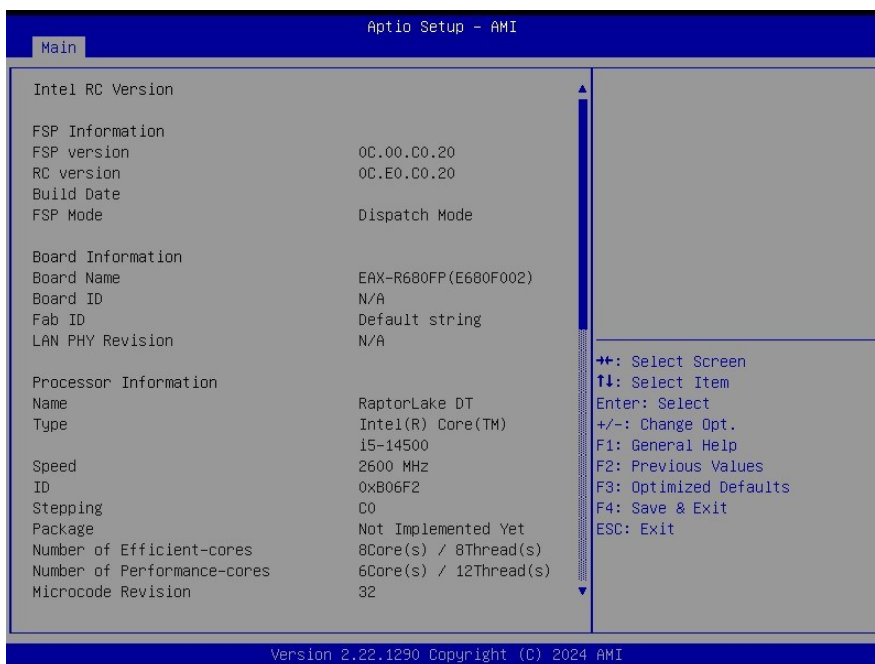 Aptio Setup – AMI
Main
Intel RC Version
FSP Information
FSP version 0C.00.C0.20
RC version 0C.E0.C0.20
Build Date
FSP Mode Dispatch Mode
Board Information
Board Name EAX-R680FP(E680F002)
Board ID N/A
Fab ID Default string
LAN PHY Revision N/A
Processor Information
Name RaptorLake DT
Type Intel(R) Core(TM)
i5-14500
Speed 2600 MHz
ID 0xB06F2
Stepping C0
Package Not Implemented Yet
Number of Efficient-cores 8Core(s) / 8Thread(s)
Number of Performance-cores 6Core(s) / 12Thread(s)
Microcode Revision 32
→←: Select Screen
↑↓: Select Item
Enter: Select
+/-: Change Opt.
F1: General Help
F2: Previous Values
F3: Optimized Defaults
F4: Save & Exit
ESC: Exit
Version 2.22.1290 Copyright (C) 2024 AMI